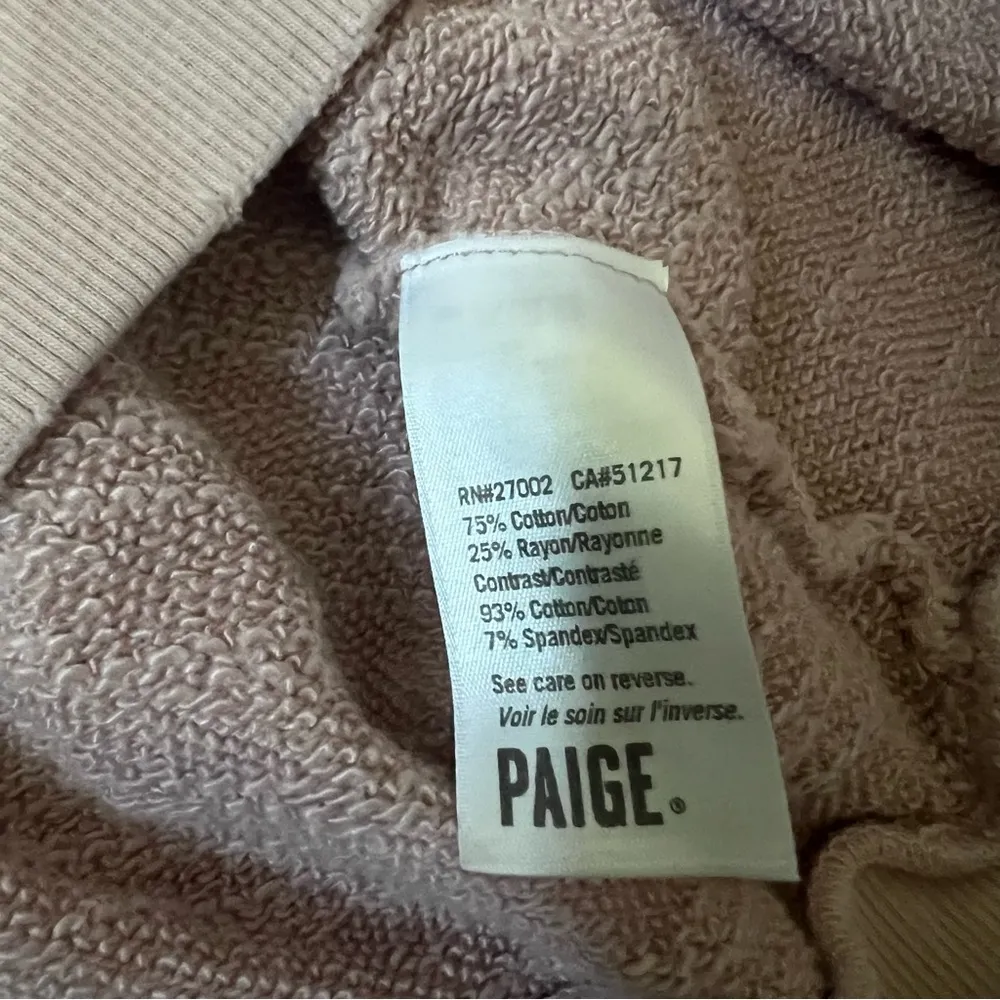 RN#27002 CA#51217
75% Cotton/Coton
25% Rayon/Rayonne
Contrast/Contrasté
93% Cotton/Coton
7% Spandex/Spandex
See care on reverse.
Voir le soin sur l'inverse.
PAIGE®